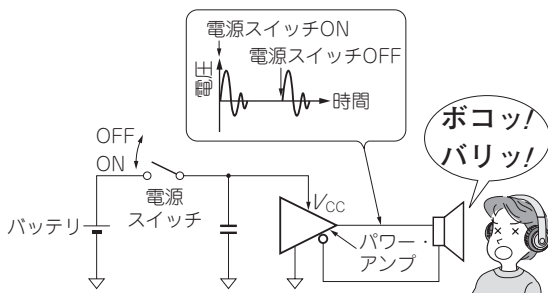 電源スイッチON
電源スイッチOFF
電圧
時間
ボコッ!
バリッ!
OFF
ON
電源
スイッチ
バッテリ
VCC
パワー・
アンプ